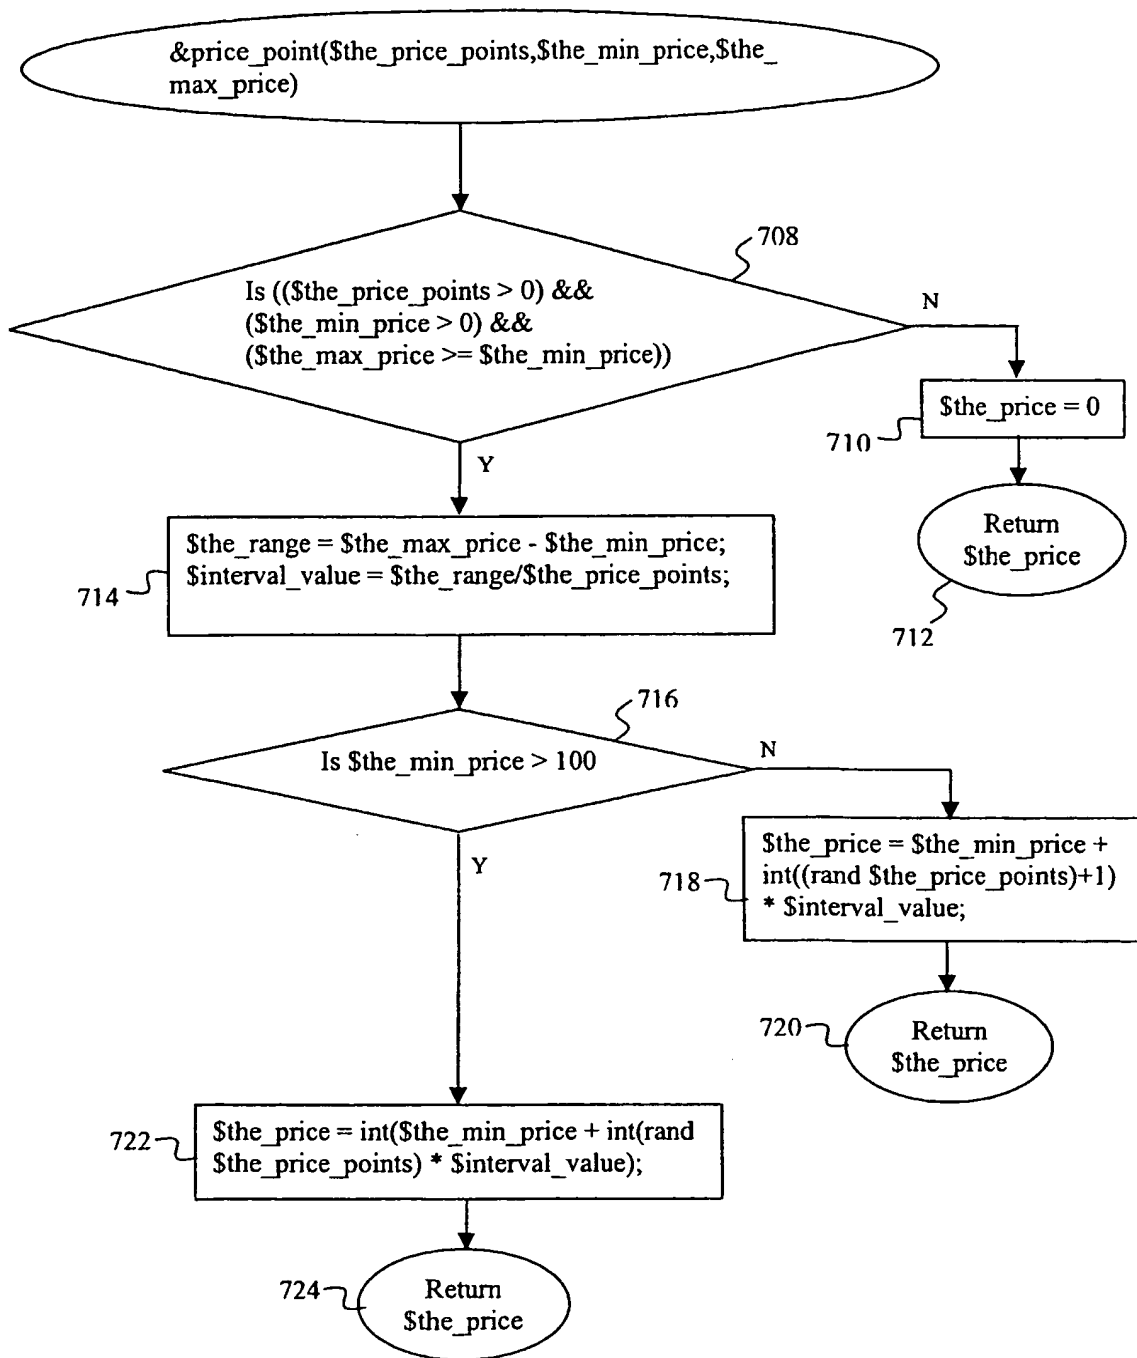 &price_point($the_price_points,$the_min_price,$the_
max_price)
708
Is (($the_price_points > 0) &&
($the_min_price > 0) &&
($the_max_price >= $the_min_price))
N
$the_price = 0
710
Y
Return
$the_price
712
$the_range = $the_max_price - $the_min_price;
$interval_value = $the_range/$the_price_points;
714
716
Is $the_min_price > 100
N
Y
$the_price = $the_min_price +
int((rand $the_price_points)+1)
* $interval_value;
718
720
Return
$the_price
722
$the_price = int($the_min_price + int(rand
$the_price_points) * $interval_value);
724
Return
$the_price